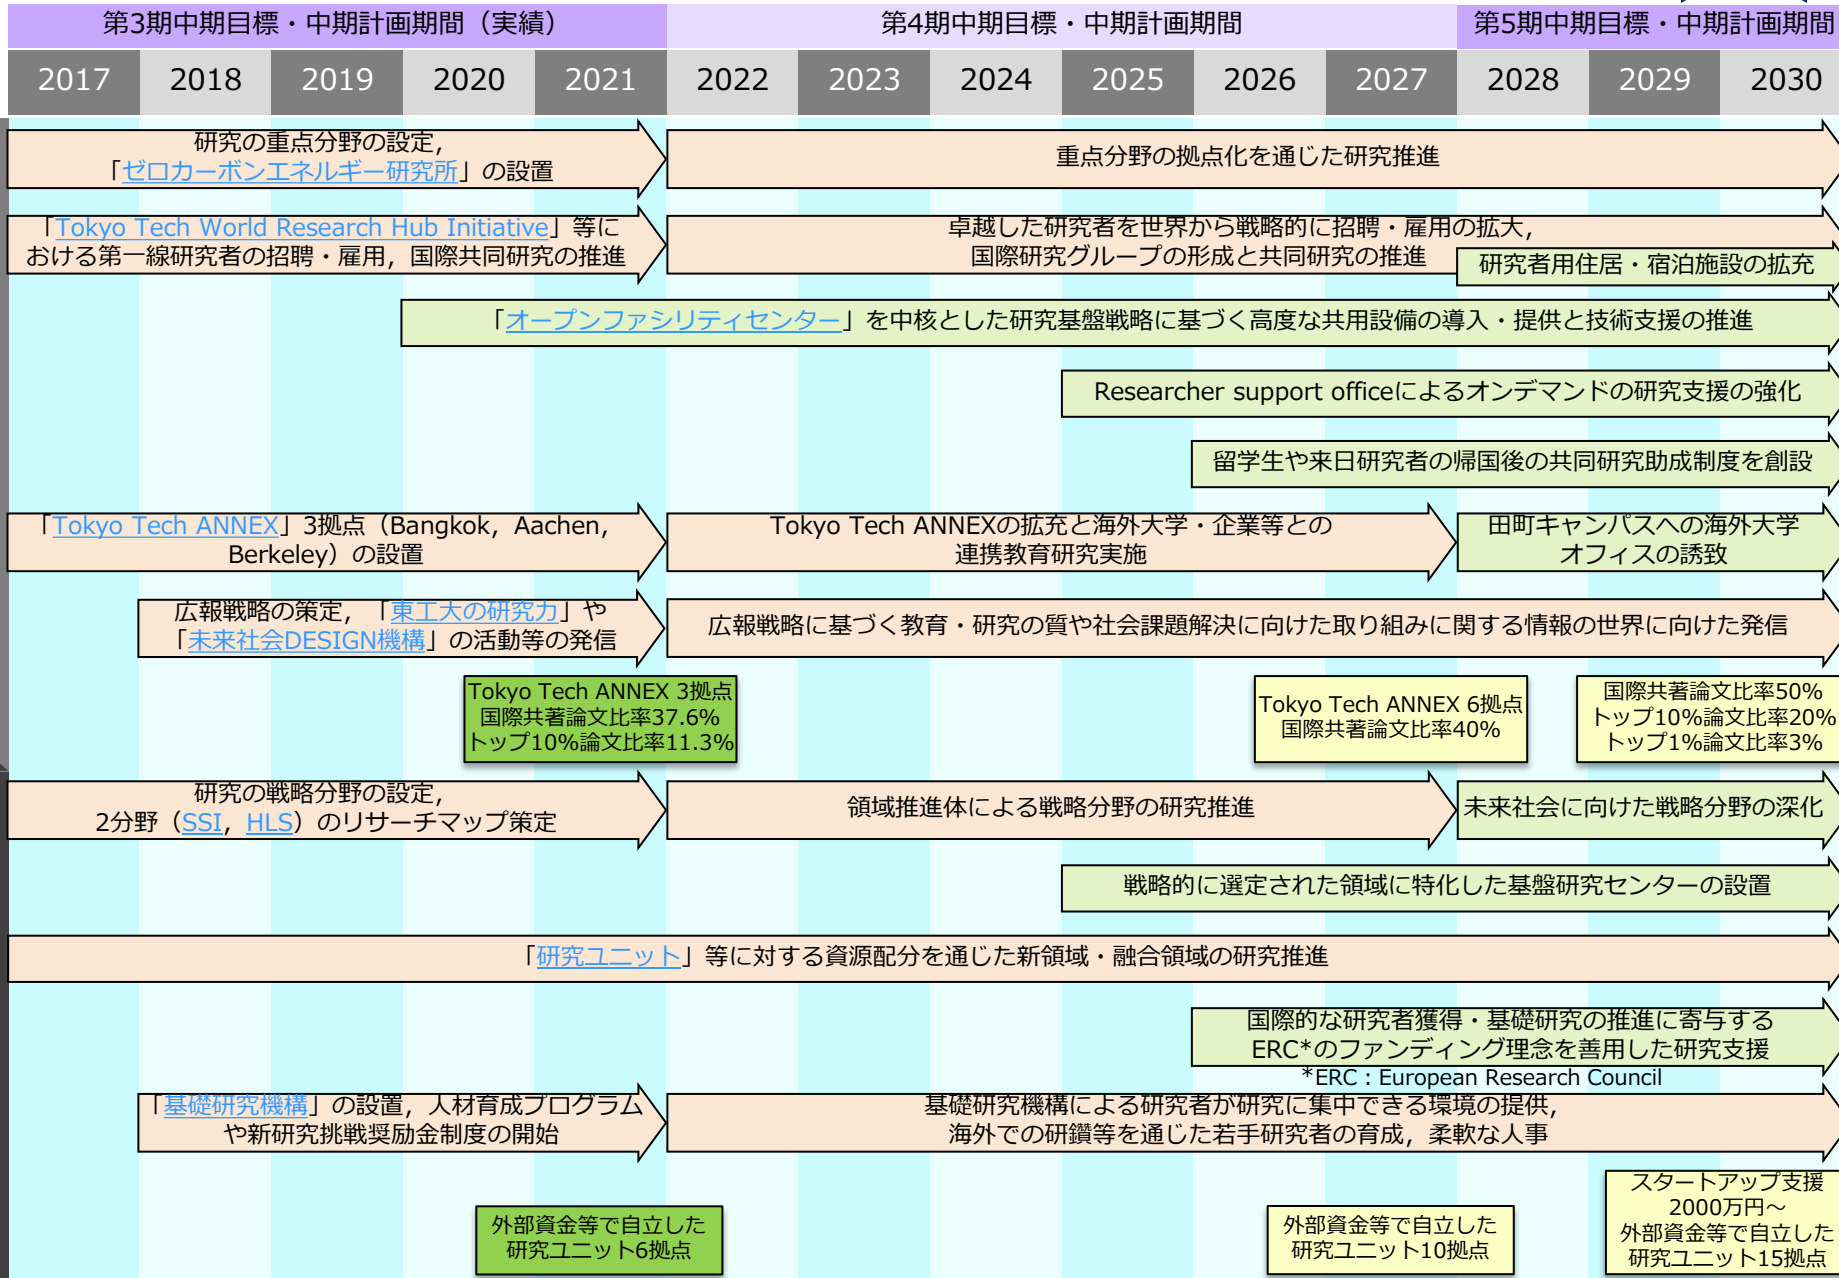 第3期中期目標・中期計画期間（実績）
第4期中期目標・中期計画期間
第5期中期目標・中期計画期間
2017 2018 2019 2020 2021 2022 2023 2024 2025 2026 2027 2028 2029 2030
研究の重点分野の設定，
「ゼロカーボンエネルギー研究所」の設置
重点分野の拠点化を通じた研究推進
「Tokyo Tech World Research Hub Initiative」等に
おける第一線研究者の招聘・雇用，国際共同研究の推進
卓越した研究者を世界から戦略的に招聘・雇用の拡大，
国際研究グループの形成と共同研究の推進
研究者用住居・宿泊施設の拡充
「オープンファシリティセンター」を中核とした研究基盤戦略に基づく高度な共用設備の導入・提供と技術支援の推進
Researcher support officeによるオンデマンドの研究支援の強化
留学生や来日研究者の帰国後の共同研究助成制度を創設
「Tokyo Tech ANNEX」3拠点（Bangkok，Aachen，
Berkeley）の設置
Tokyo Tech ANNEXの拡充と海外大学・企業等との
連携教育研究実施
田町キャンパスへの海外大学
オフィスの誘致
広報戦略の策定，「東工大の研究力」や
「未来社会DESIGN機構」の活動等の発信
広報戦略に基づく教育・研究の質や社会課題解決に向けた取り組みに関する情報の世界に向けた発信
Tokyo Tech ANNEX 3拠点
国際共著論文比率37.6%
トップ10%論文比率11.3%
Tokyo Tech ANNEX 6拠点
国際共著論文比率40%
国際共著論文比率50%
トップ10%論文比率20%
トップ1%論文比率3%
研究の戦略分野の設定，
2分野（SSI，HLS）のリサーチマップ策定
領域推進体による戦略分野の研究推進
未来社会に向けた戦略分野の深化
戦略的に選定された領域に特化した基盤研究センターの設置
「研究ユニット」等に対する資源配分を通じた新領域・融合領域の研究推進
国際的な研究者獲得・基礎研究の推進に寄与する
ERC*のファンディング理念を善用した研究支援
*ERC：European Research Council
「基礎研究機構」の設置，人材育成プログラム
や新研究挑戦奨励金制度の開始
基礎研究機構による研究者が研究に集中できる環境の提供，
海外での研鑽等を通じた若手研究者の育成，柔軟な人事
外部資金等で自立した
研究ユニット6拠点
外部資金等で自立した
研究ユニット10拠点
スタートアップ支援
2000万円～
外部資金等で自立した
研究ユニット15拠点